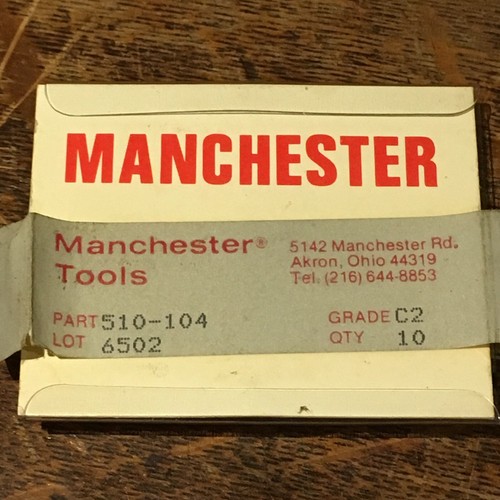 MANCHESTER
Manchester® 5142 Manchester Rd.
Tools Akron, Ohio 44319
Tel. (216) 644-8853
PART 510-104 GRADE C2
LOT 6502 QTY 10